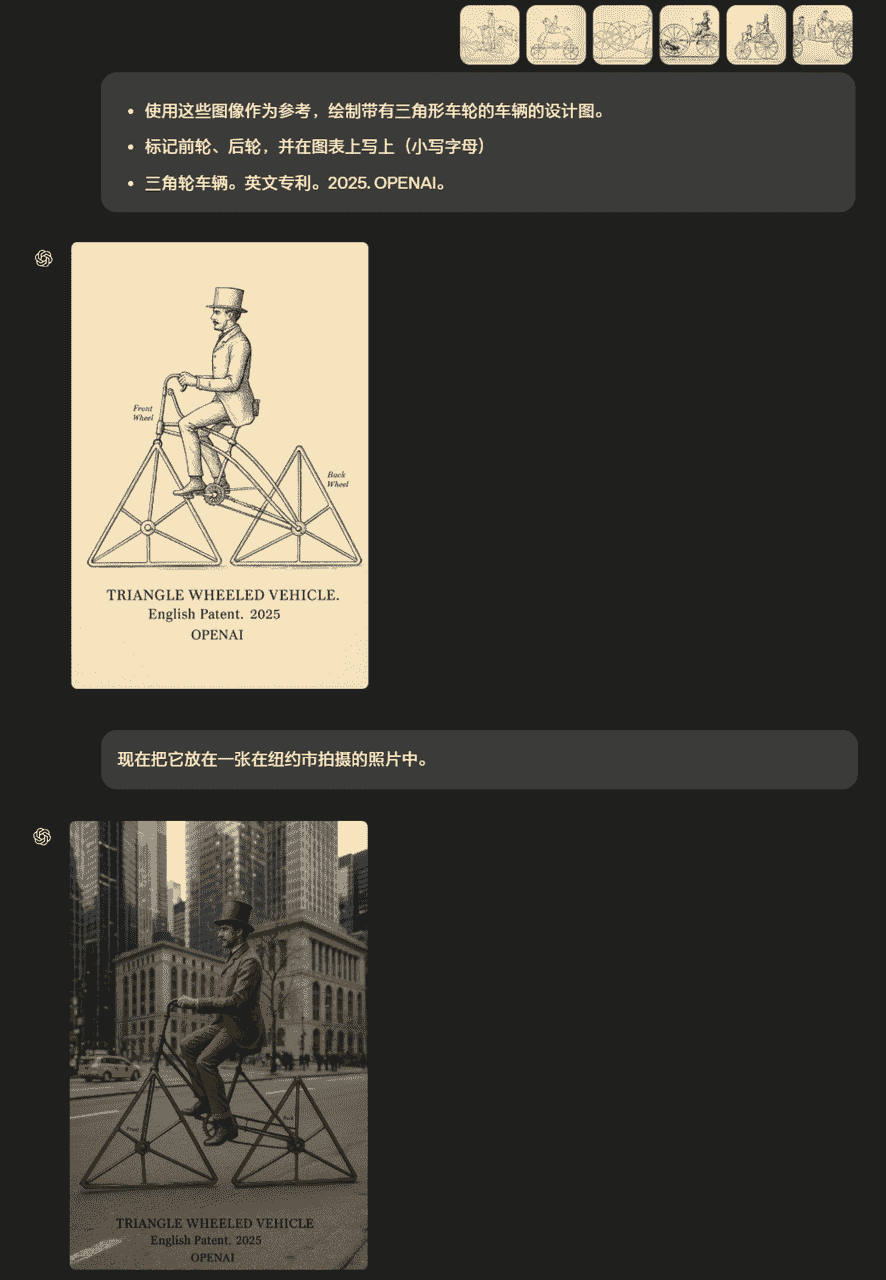 使用这些图像作为参考，绘制带有三角形车轮的车辆的设计图。
标记前轮、后轮，并在图表上写上（小写字母）
三角轮车辆。英文专利。2025. OPENAI。
Front
Wheel
Back
Wheel
TRIANGLE WHEELED VEHICLE.
English Patent. 2025
OPENAI
现在把它放在一张在纽约市拍摄的照片中。
Front
Back
TRIANGLE WHEELED VEHICLE
English Patent. 2025
OPENAI